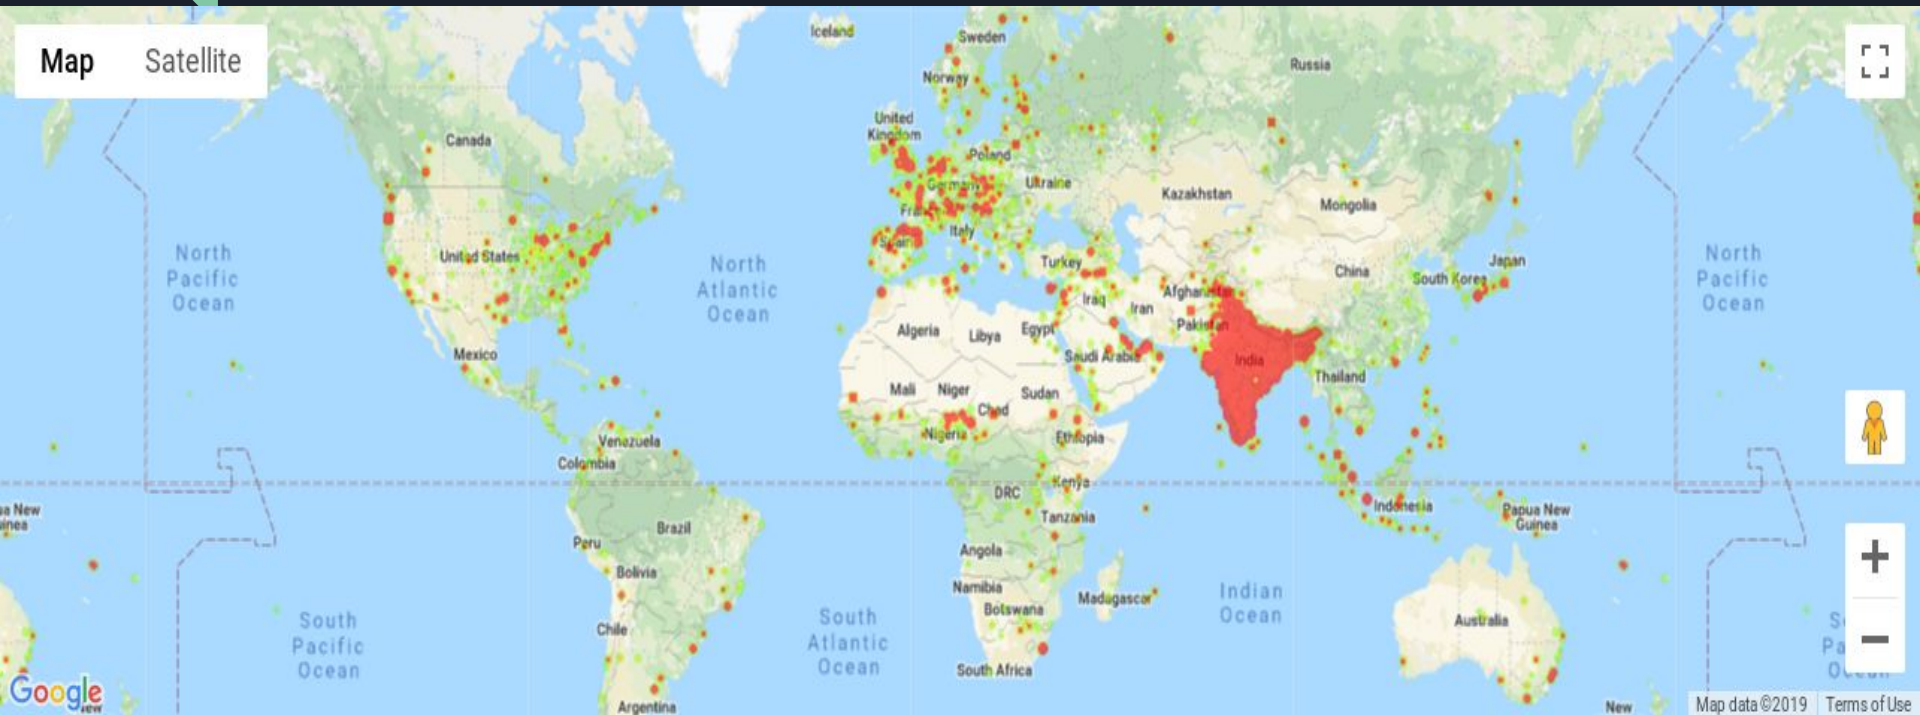 Map Satellite
Iceland
Sweden
Russia
Norway
United
Kingdom
Canada
Poland
Germany
Ukraine
Kazakhstan
Mongolia
Italy
Spain
United States
Turkey
China
South Korea
Japan
North
Pacific
Ocean
North
Atlantic
Ocean
North
Pacific
Ocean
Afghanistan
Iraq
Iran
Pakistan
Algeria
Libya
Egypt
Saudi Arabia
India
Mexico
Thailand
Mali
Niger
Chad
Sudan
Nigeria
Ethiopia
Venezuela
Colombia
DRC
Kenya
Indonesia
Papua New
Guinea
Tanzania
Brazil
Peru
Angola
Bolivia
Namibia
Madagascar
Botswana
Indian
Ocean
Australia
Chile
South
Pacific
Ocean
South
Atlantic
Ocean
South Africa
Argentina
New
Google
Map data ©2019 Terms of Use